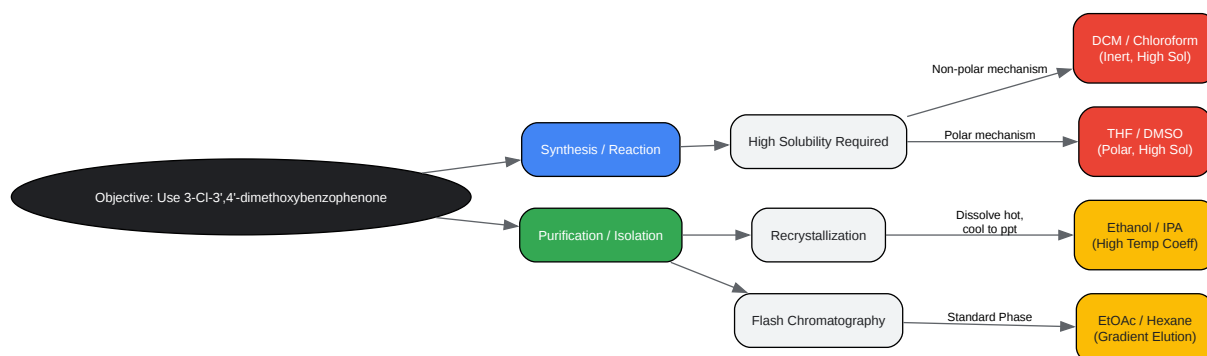 DCM / Chloroform
(Inert, High Sol)
Non-polar mechanism
Synthesis / Reaction
High Solubility Required
Polar mechanism
THF / DMSO
(Polar, High Sol)
Objective: Use 3-Cl-3',4'-dimethoxybenzophenone
Purification / Isolation
Recrystallization
Dissolve hot,
cool to ppt
Ethanol / IPA
(High Temp Coeff)
Flash Chromatography
Standard Phase
EtOAc / Hexane
(Gradient Elution)